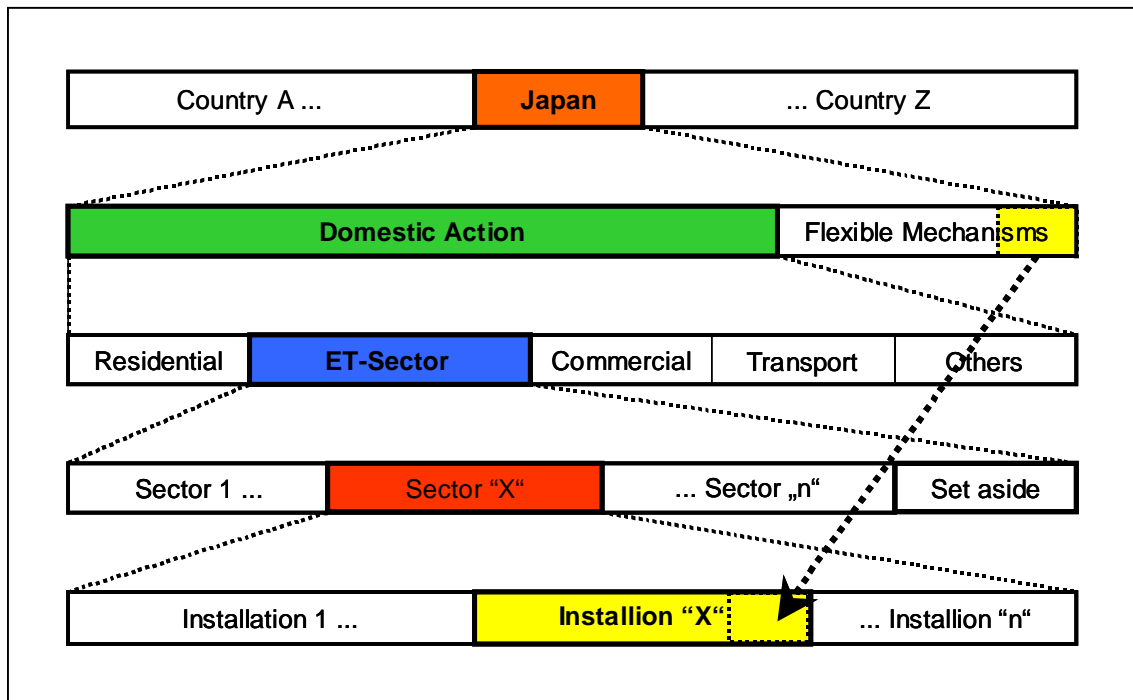 Country A ... Japan ... Country Z
Domestic Action Flexible Mechanisms
Residential ET-Sector Commercial Transport Others
Sector 1 ... Sector “X“ ... Sector „n“ Set aside
Installation 1 ... Installion “X“ ... Installion “n“